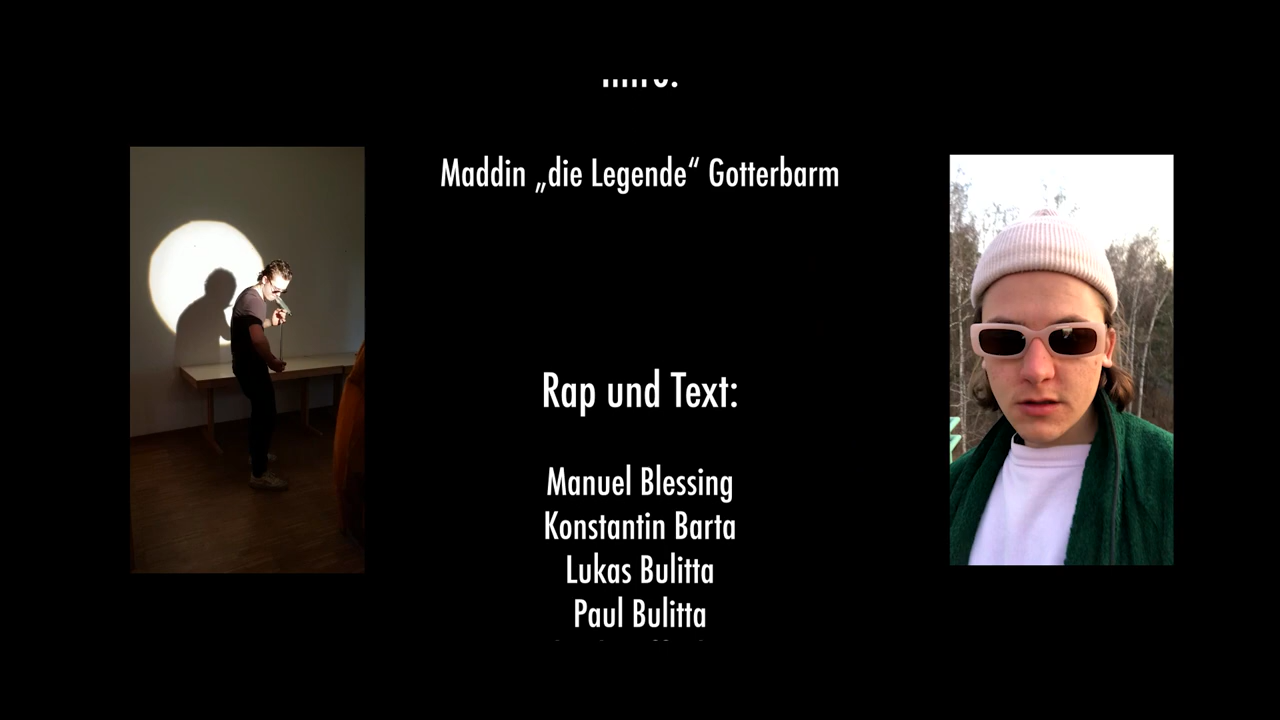 Maddin „die Legende“ Gotterbarm
Rap und Text:
Manuel Blessing
Konstantin Barta
Lukas Bulitta
Paul Bulitta